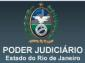 PODER JUDICIÁRIO
Estado do Rio de Janeiro